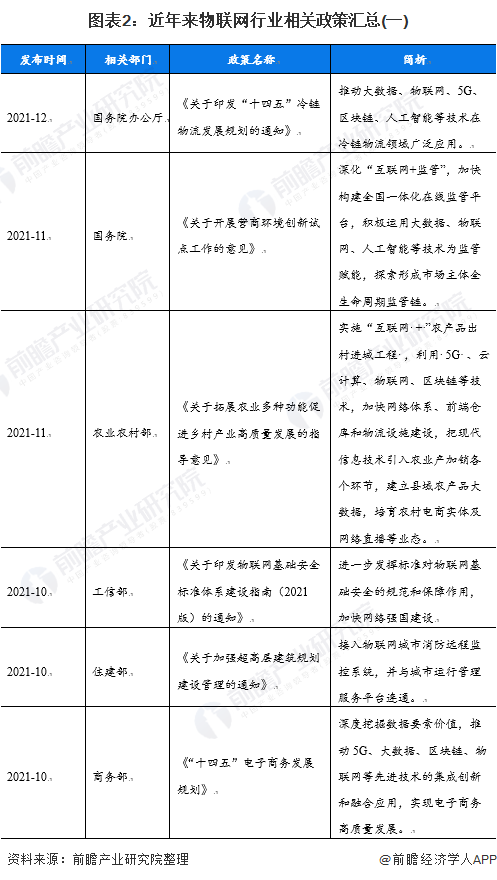 图表2：近年来物联网行业相关政策汇总(一)
发布时间 相关部门 政策名称 简析
2021-12 国务院办公厅 《关于印发“十四五”冷链
物流发展规划的通知》
推动大数据、物联网、5G、
区块链、人工智能等技术在
冷链物流领域广泛应用。
2021-11 国务院 《关于开展营商环境创新试
点工作的意见》
深化“互联网+监管”，加快
构建全国一体化在线监管平
台，积极运用大数据、物联
网、人工智能等技术为监管
赋能，探索形成市场主体全
生命周期监管链。
2021-11 农业农村部 《关于拓展农业多种功能促
进乡村产业高质量发展的指
导意见》
实施“互联网·+·”农产品出
村进城工程·，利用·5G·、云
计算、物联网、区块链等技
术，加快网络体系、前端仓
库和物流设施建设，把现代
信息技术引入农业产加销各
个环节，建立县域农产品大
数据，培育农村电商实体及
网络直播等业态。
2021-10 工信部 《关于印发物联网基础安全
标准体系建设指南（2021
版）的通知》
进一步发挥标准对物联网基
础安全的规范和保障作用，
加快网络强国建设
2021-10 住建部 《关于加强超高层建筑规划
建设管理的通知》
接入物联网城市消防远程监
控系统，并与城市运行管理
服务平台连通。
2021-10 商务部 《“十四五”电子商务发展
规划》
深度挖掘数据要素价值，推
动 5G、大数据、区块链、物
联网等先进技术的集成创新
和融合应用，实现电子商务
高质量发展。
资料来源：前瞻产业研究院整理 @前瞻经济学人APP
前瞻产业研究院